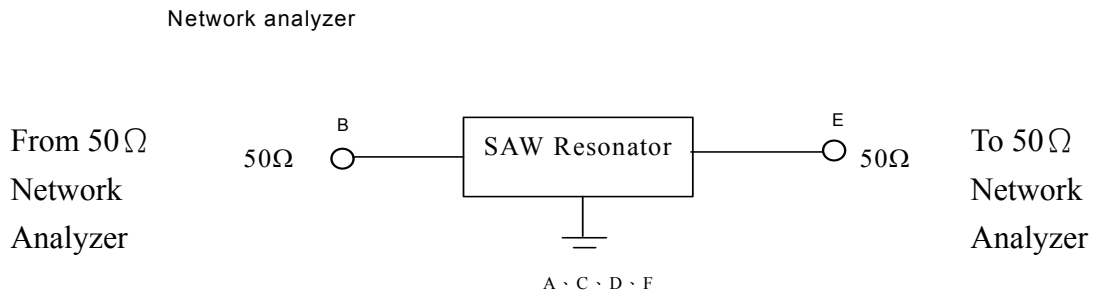 Network analyzer
From 50Ω
Network
Analyzer
50Ω
B
SAW Resonator
E
50Ω
To 50Ω
Network
Analyzer
A、C、D、F